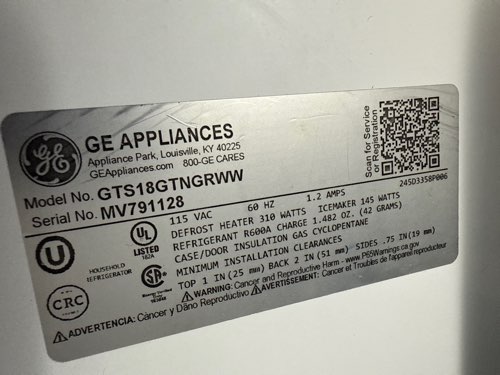 GE APPLIANCES
Appliance Park, Louisville, KY 40225
GEAppliances.com 800-GE CARES
Model No. GTS18GTNGRWW
Serial No. MV791128
Scan for Service
or Registration
245D3358P006
115 VAC 60 HZ 1.2 AMPS
DEFROST HEATER 310 WATTS ICEMAKER 145 WATTS
REFRIGERANT R600A CHARGE 1.482 OZ (42 GRAMS)
CASE/DOOR INSULATION GAS CYCLOPENTANE
MINIMUM INSTALLATION CLEARANCES
TOP 1 IN(25 mm) BACK 2 IN (51 mm) SIDES .75 IN(19 mm)
U
UL
LISTED
HOUSEHOLD
REFRIGERATOR
CRC
WARNING: Cancer and Reproductive Harm - www.P65Warnings.ca.gov
ADVERTENCIA: Cáncer y Daño Reproductivo AVERTISSEMENT: Cancer et Troubles de l'appareil reproducteur